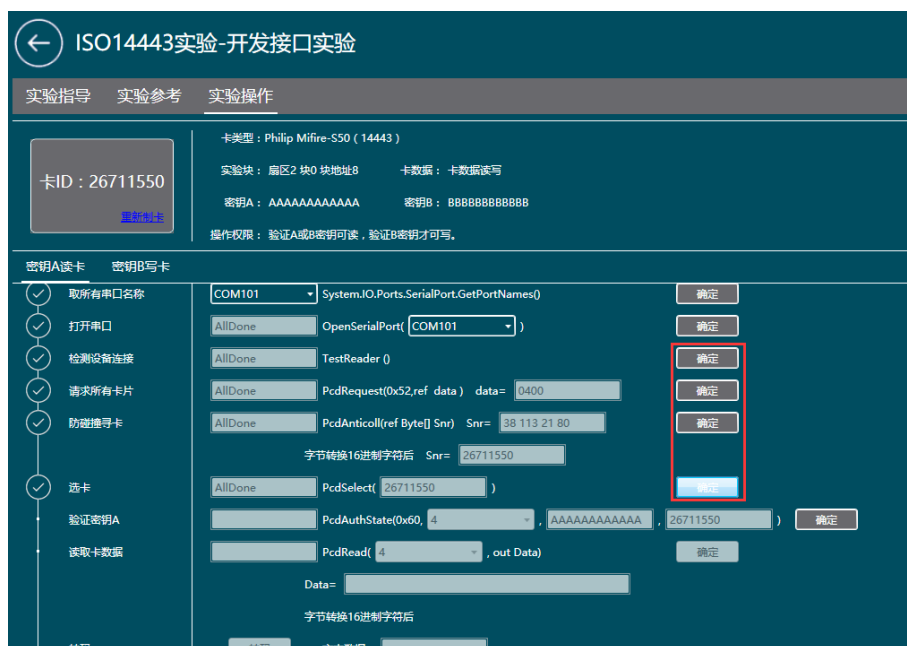 ISO14443实验-开发接口实验
实验指导 实验参考 实验操作
卡类型：Philip Mifire-S50 ( 14443 )
卡ID：26711550
重新制卡
实验块： 扇区2 块0 块地址8 卡数据： 卡数据读写
密钥A： AAAAAAAAAAAA 密钥B： BBBBBBBBBBBB
操作权限： 验证A或B密钥可读，验证B密钥才可写。
密钥A读卡 密钥B写卡
取所有串口名称 COM101 System.IO.Ports.SerialPort.GetPortNames() 确定
打开串口 AllDone OpenSerialPort( COM101 ) 确定
检测设备连接 AllDone TestReader () 确定
请求所有卡片 AllDone PcdRequest(0x52,ref data ) data= 0400 确定
防碰撞寻卡 AllDone PcdAnticoll(ref Byte[] Snr) Snr= 38 113 21 80 确定
字节转换16进制字符后 Snr= 26711550
选卡 AllDone PcdSelect( 26711550 ) 确定
验证密钥A PcdAuthState(0x60, 4 , AAAAAAAAAAAA , 26711550 ) 确定
读取卡数据 PcdRead( 4 , out Data) 确定
Data=
字节转换16进制字符后